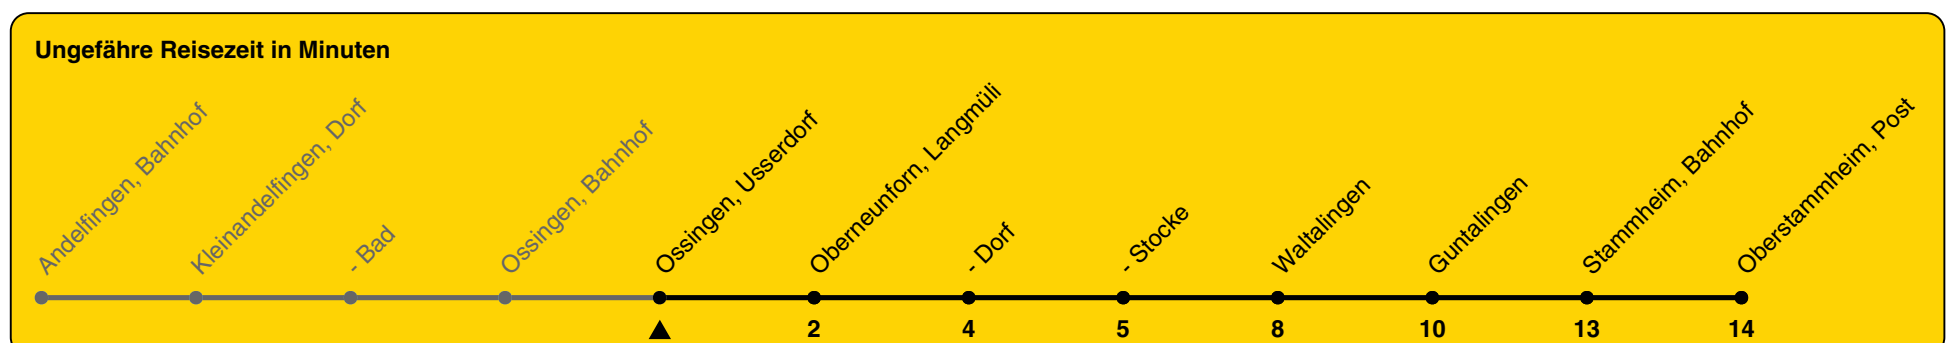 Ungefähre Reisezeit in Minuten
Andelfingen, Bahnhof
Kleinandelfingen, Dorf
- Bad
Ossingen, Bahnhof
Ossingen, Usserdorf
Oberneunforn, Langmüli
- Dorf
- Stocke
Waltalingen
Guntalingen
Stammheim, Bahnhof
Oberstammheim, Post
2 4 5 8 10 13 14